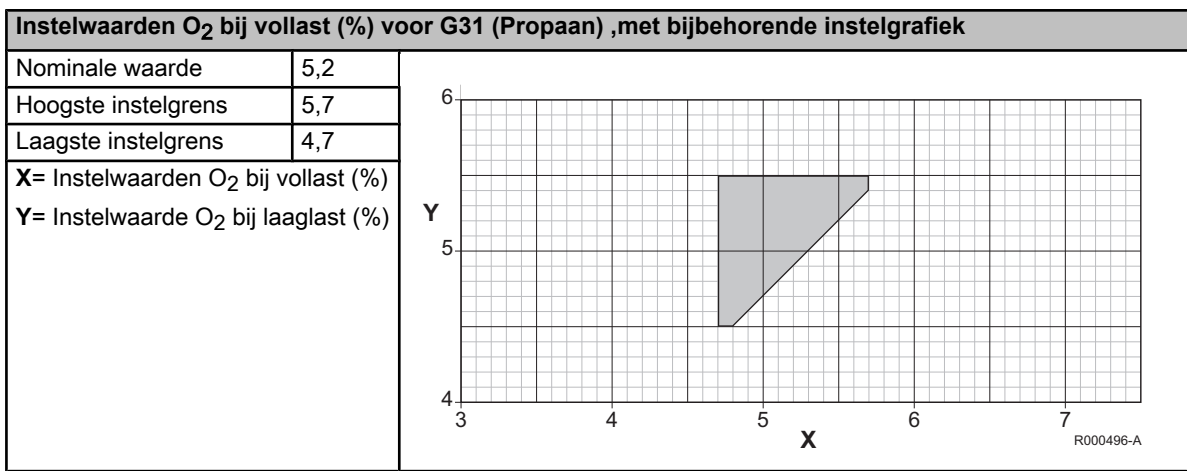 Instelwaarden O2 bij vollast (%) voor G31 (Propaan) ,met bijbehorende instelgrafiek
Nominale waarde 5,2
Hoogste instelgrens 5,7
Laagste instelgrens 4,7
X= Instelwaarden O2 bij vollast (%)
Y= Instelwaarde O2 bij laaglast (%)
6
Y
5
4
3 4 5 6 7
X
R000496-A